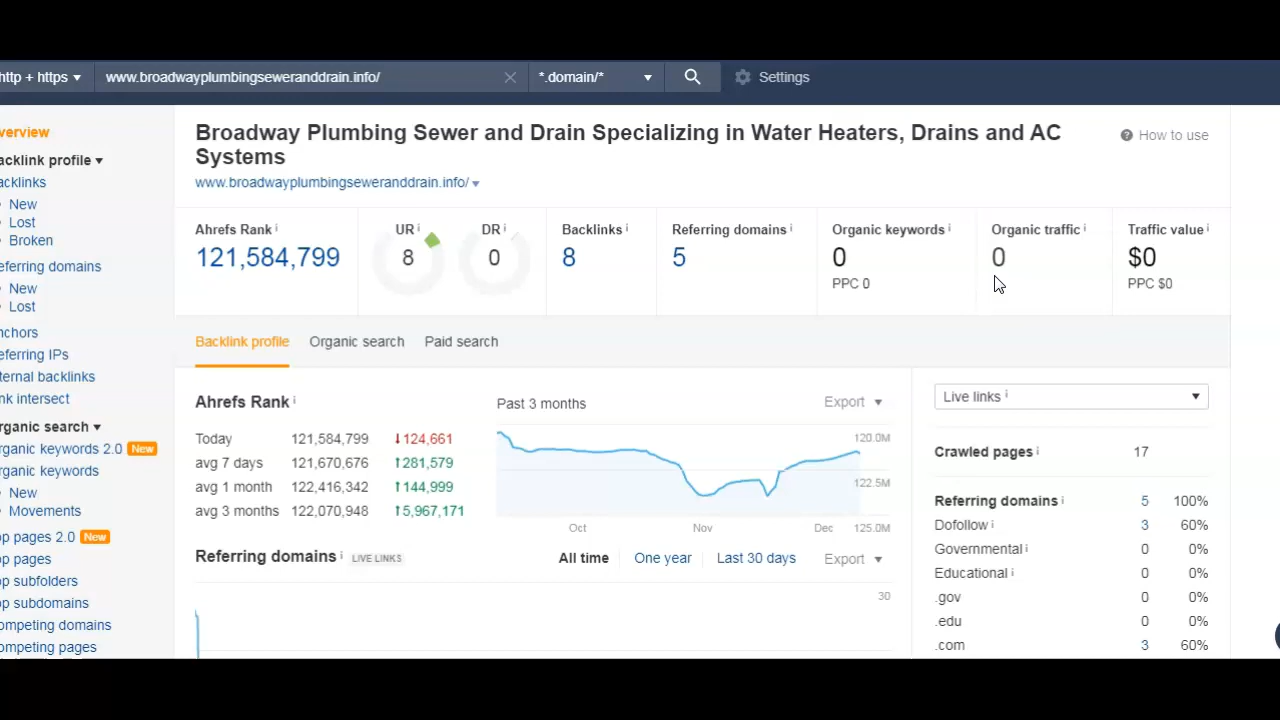 http + https ▾ www.broadwayplumbingseweranddrain.info/ × *.domain/* ▾ Settings
verview
acklink profile ▾
acklinks
New
Lost
Broken
eferring domains
New
Lost
nchors
eferring IPs
ternal backlinks
nk intersect
rganic search ▾
rganic keywords 2.0 New
rganic keywords
New
Movements
op pages 2.0 New
op pages
op subfolders
op subdomains
ompeting domains
ompeting pages
Broadway Plumbing Sewer and Drain Specializing in Water Heaters, Drains and AC
Systems
How to use
www.broadwayplumbingseweranddrain.info/ ▾
Ahrefs Rank i
121,584,799
UR i
8
DR i
0
Backlinks i
8
Referring domains i
5
Organic keywords i
0
PPC 0
Organic traffic i
0
Traffic value i
$0
PPC $0
Backlink profile Organic search Paid search
Ahrefs Rank i
Today 121,584,799 ↓124,661
avg 7 days 121,670,676 ↑281,579
avg 1 month 122,416,342 ↑144,999
avg 3 months 122,070,948 ↑5,967,171
Past 3 months Export ▾
120.0M
122.5M
Oct Nov Dec 125.0M
Referring domains i LIVE LINKS All time One year Last 30 days Export ▾
30
Live links i ▾
Crawled pages i 17
Referring domains i 5 100%
Dofollow i 3 60%
Governmental i 0 0%
Educational i 0 0%
.gov 0 0%
.edu 0 0%
.com 3 60%